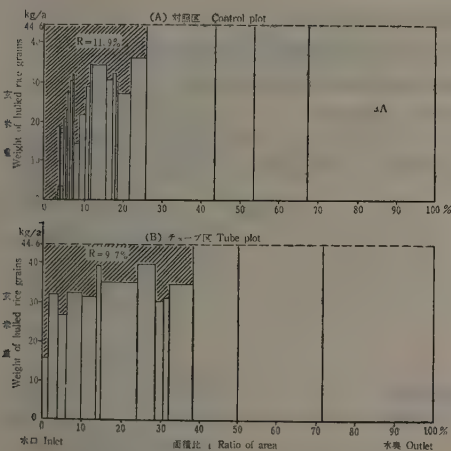 kg/a
(A) 対照区 Control plot
44.6
R=11.9%
30
20
玄米重
Weight of hulled rice grains
0 10 20 30 40 50 60 70 80 90 100 %
kg/a
(B) チューブ区 Tube plot
44.6
R=9.7%
40
30
20
10
0
玄米重
Weight of hulled rice grains
0 10 20 30 40 50 60 70 80 90 100 %
水口 Inlet
面積比 Ratio of area
水尻 Outlet